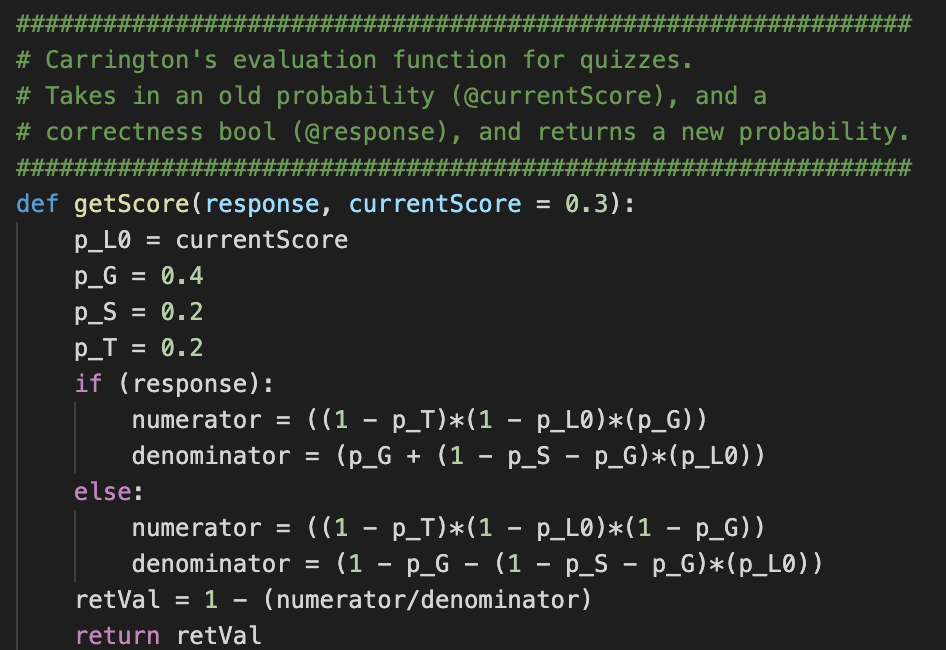 ##############################################################
# Carrington's evaluation function for quizzes.
# Takes in an old probability (@currentScore), and a
# correctness bool (@response), and returns a new probability.
##############################################################
def getScore(response, currentScore = 0.3):
    p_L0 = currentScore
    p_G = 0.4
    p_S = 0.2
    p_T = 0.2
    if (response):
        numerator = ((1 - p_T)*(1 - p_L0)*(p_G))
        denominator = (p_G + (1 - p_S - p_G)*(p_L0))
    else:
        numerator = ((1 - p_T)*(1 - p_L0)*(1 - p_G))
        denominator = (1 - p_G - (1 - p_S - p_G)*(p_L0))
    retVal = 1 - (numerator/denominator)
    return retVal